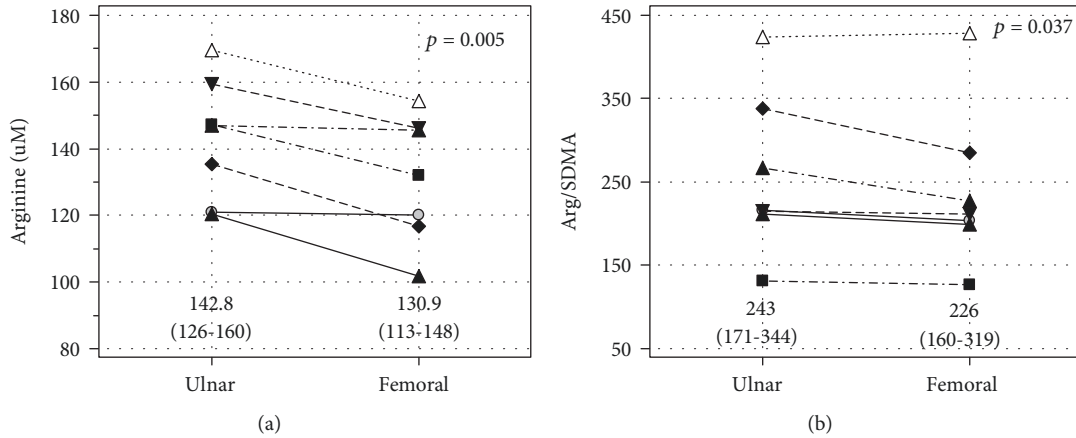 180
160
140
120
100
80
Arginine (uM)
p = 0.005
142.8
(126-160)
130.9
(113-148)
Ulnar
Femoral
(a)
450
350
250
150
50
Arg/SDMA
p = 0.037
243
(171-344)
226
(160-319)
Ulnar
Femoral
(b)